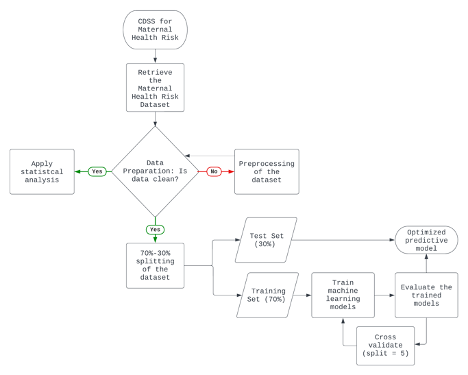 CDSS for
Maternal
Health Risk
Retrieve
the
Maternal
Health Risk
Dataset
Data
Preparation: Is
data clean?
Yes
Apply
statistcal
analysis
No
Preprocessing
of the
dataset
Yes
70%-30%
splitting
of the
dataset
Test Set
(30%)
Optimized
predictive
model
Training
Set (70%)
Train
machine
learning
models
Evaluate the
trained
models
Cross
validate
(split = 5)